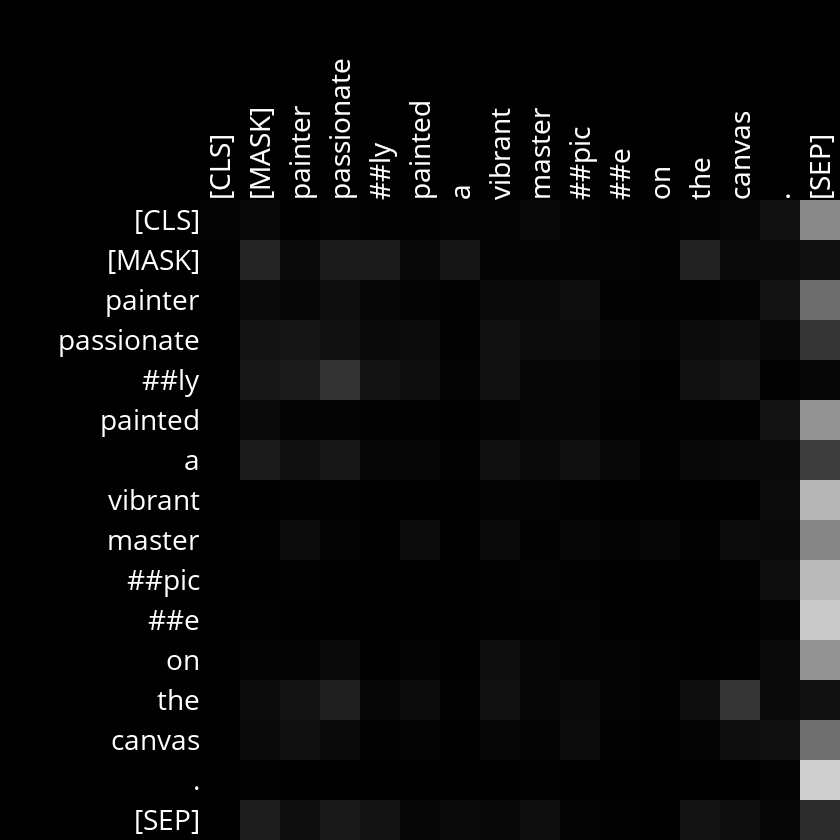 [CLS] [MASK] painter passionate ##ly painted a vibrant master ##pic ##e on the canvas . [SEP]
[CLS]
[MASK]
painter
passionate
##ly
painted
a
vibrant
master
##pic
##e
on
the
canvas
.
[SEP]